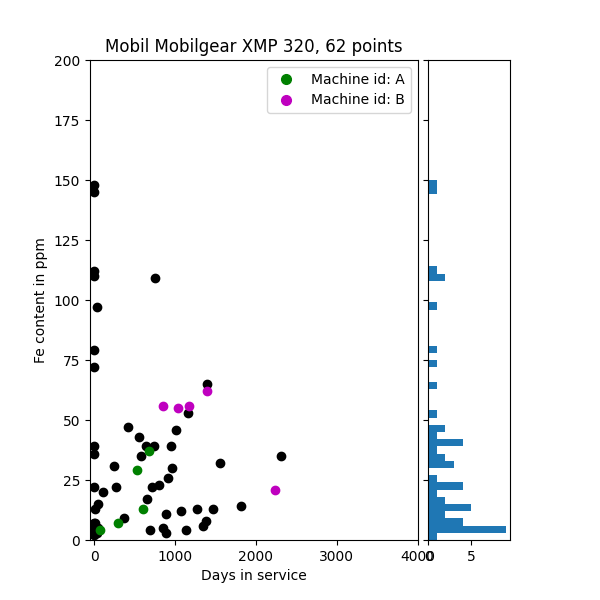 Mobil Mobilgear XMP 320, 62 points
200
175
150
125
100
75
50
25
0
Fe content in ppm
Machine id: A
Machine id: B
0 1000 2000 3000 4000
Days in service
0 5